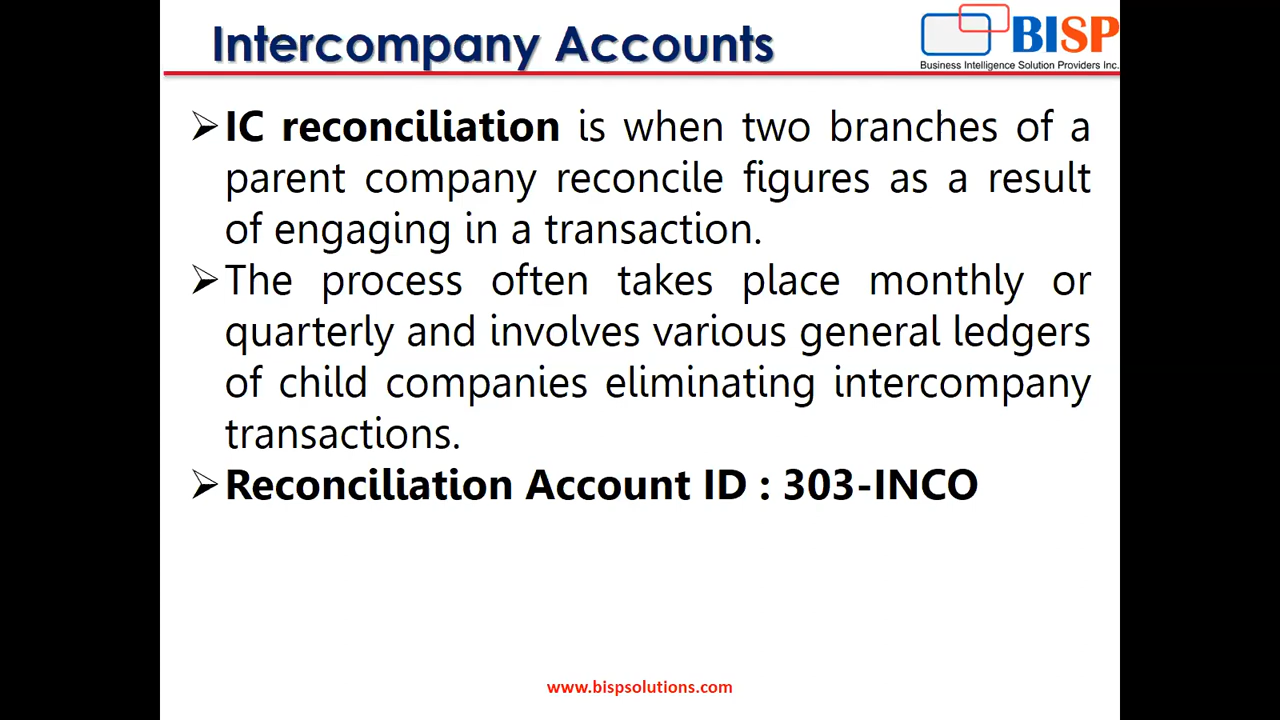 Intercompany Accounts
BISP
Business Intelligence Solution Providers Inc.
➢IC reconciliation is when two branches of a
parent company reconcile figures as a result
of engaging in a transaction.
➢The process often takes place monthly or
quarterly and involves various general ledgers
of child companies eliminating intercompany
transactions.
➢Reconciliation Account ID : 303-INCO
www.bispsolutions.com